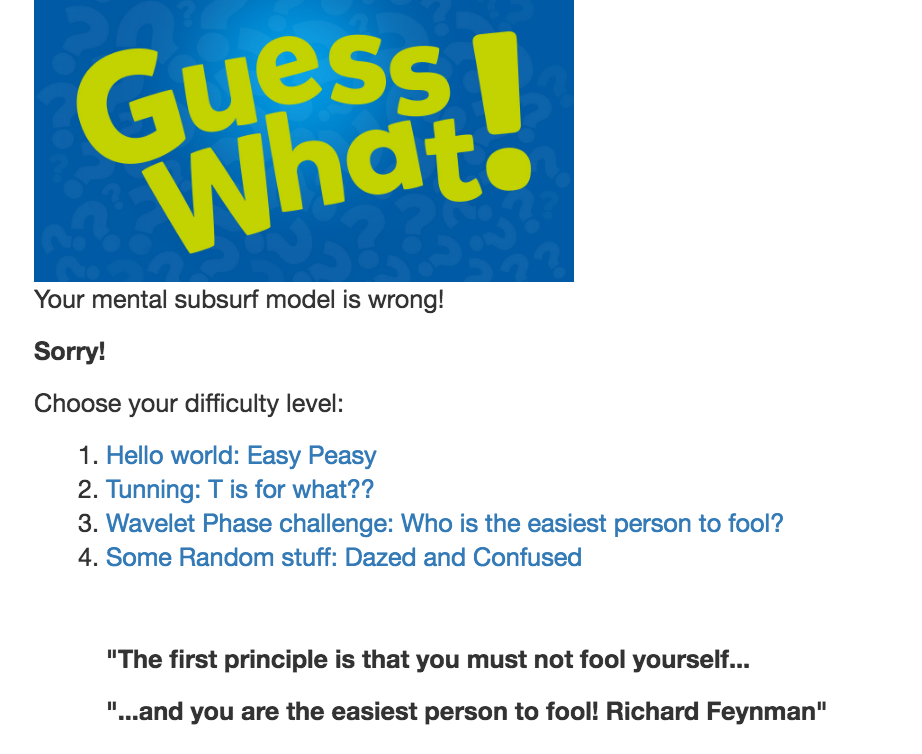 Guess
What!
Your mental subsurf model is wrong!
Sorry!
Choose your difficulty level:
1. Hello world: Easy Peasy
2. Tunning: T is for what??
3. Wavelet Phase challenge: Who is the easiest person to fool?
4. Some Random stuff: Dazed and Confused
"The first principle is that you must not fool yourself...
"...and you are the easiest person to fool! Richard Feynman"